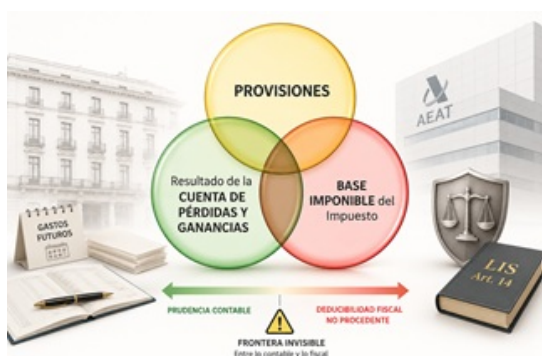 PROVISIONES
AEAT
Resultado de la
CUENTA DE
PÉRDIDAS Y
GANANCIAS
BASE
IMPONIBLE del
Impuesto
GASTOS
FUTUROS
LIS
Art. 14
PRUDENCIA CONTABLE
DEDUCIBILIDAD FISCAL
NO PROCEDENTE
FRONTERA INVISIBLE
Entre lo contable y lo fiscal